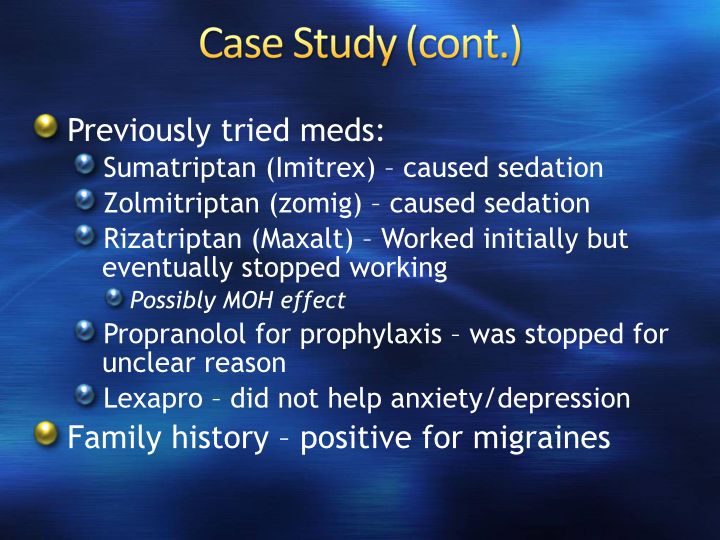 Case Study (cont.)
Previously tried meds:
Sumatriptan (Imitrex) – caused sedation
Zolmitriptan (zomig) – caused sedation
Rizatriptan (Maxalt) – Worked initially but
eventually stopped working
Possibly MOH effect
Propranolol for prophylaxis – was stopped for
unclear reason
Lexapro – did not help anxiety/depression
Family history – positive for migraines